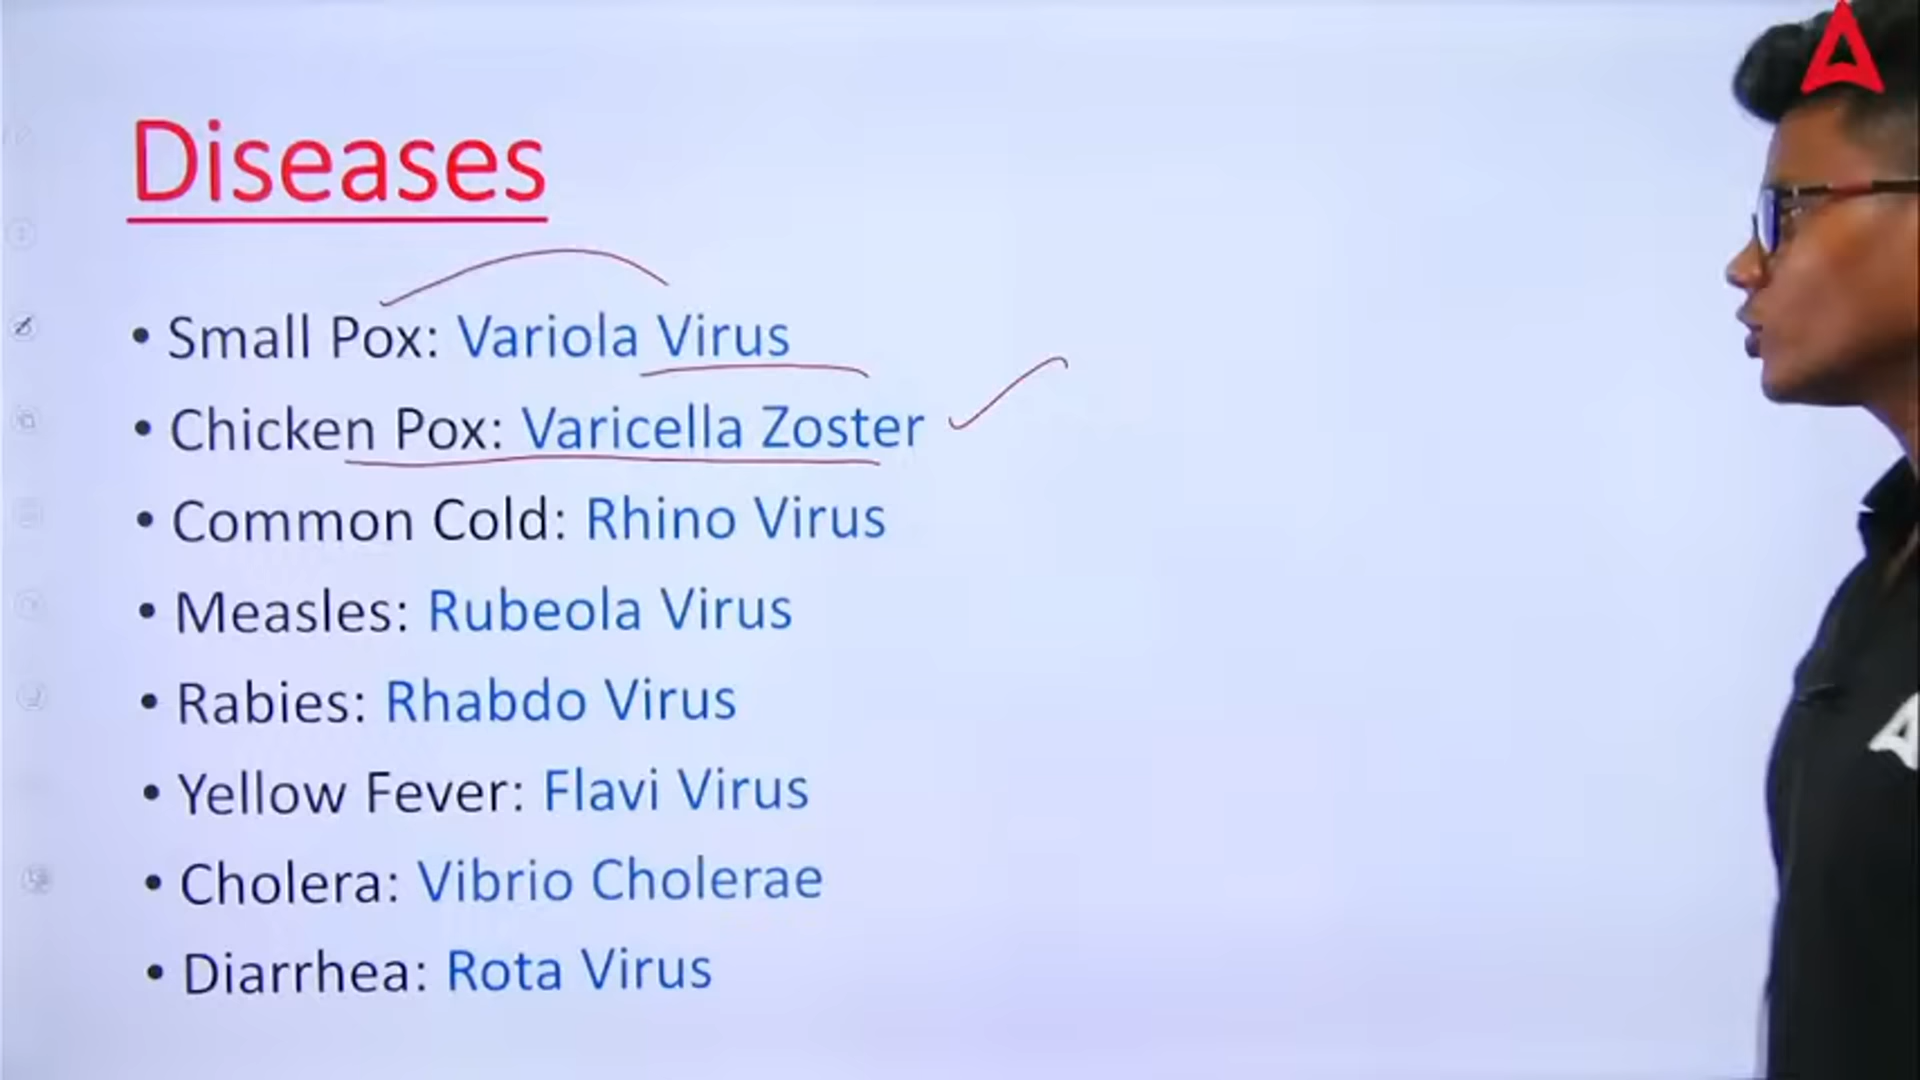 Diseases
• Small Pox: Variola Virus
• Chicken Pox: Varicella Zoster
• Common Cold: Rhino Virus
• Measles: Rubeola Virus
• Rabies: Rhabdo Virus
• Yellow Fever: Flavi Virus
• Cholera: Vibrio Cholerae
• Diarrhea: Rota Virus